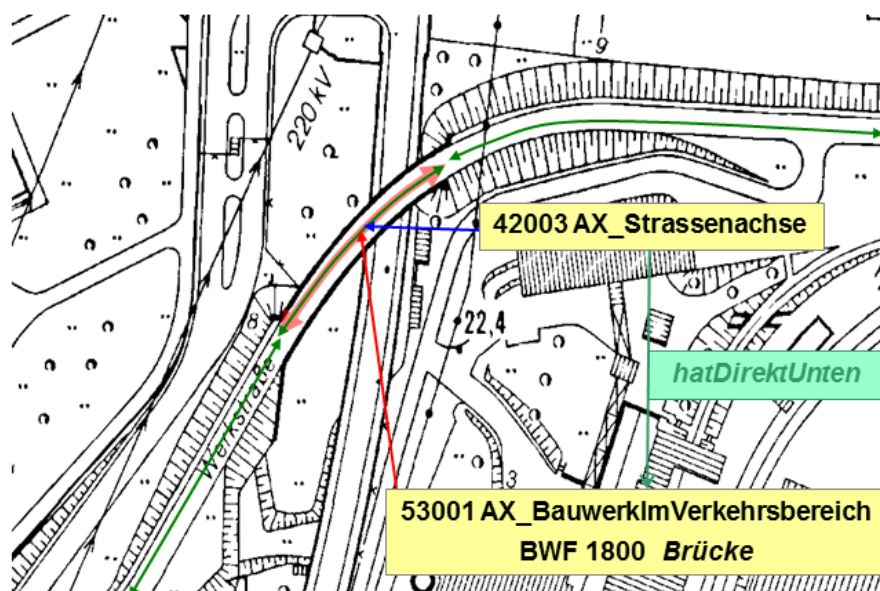 9
220 kV
42003 AX_Strassenachse
8
22,4
hatDirektUnten
Werkstraße
3
53001 AX_BauwerkImVerkehrsbereich
BWF 1800 Brücke